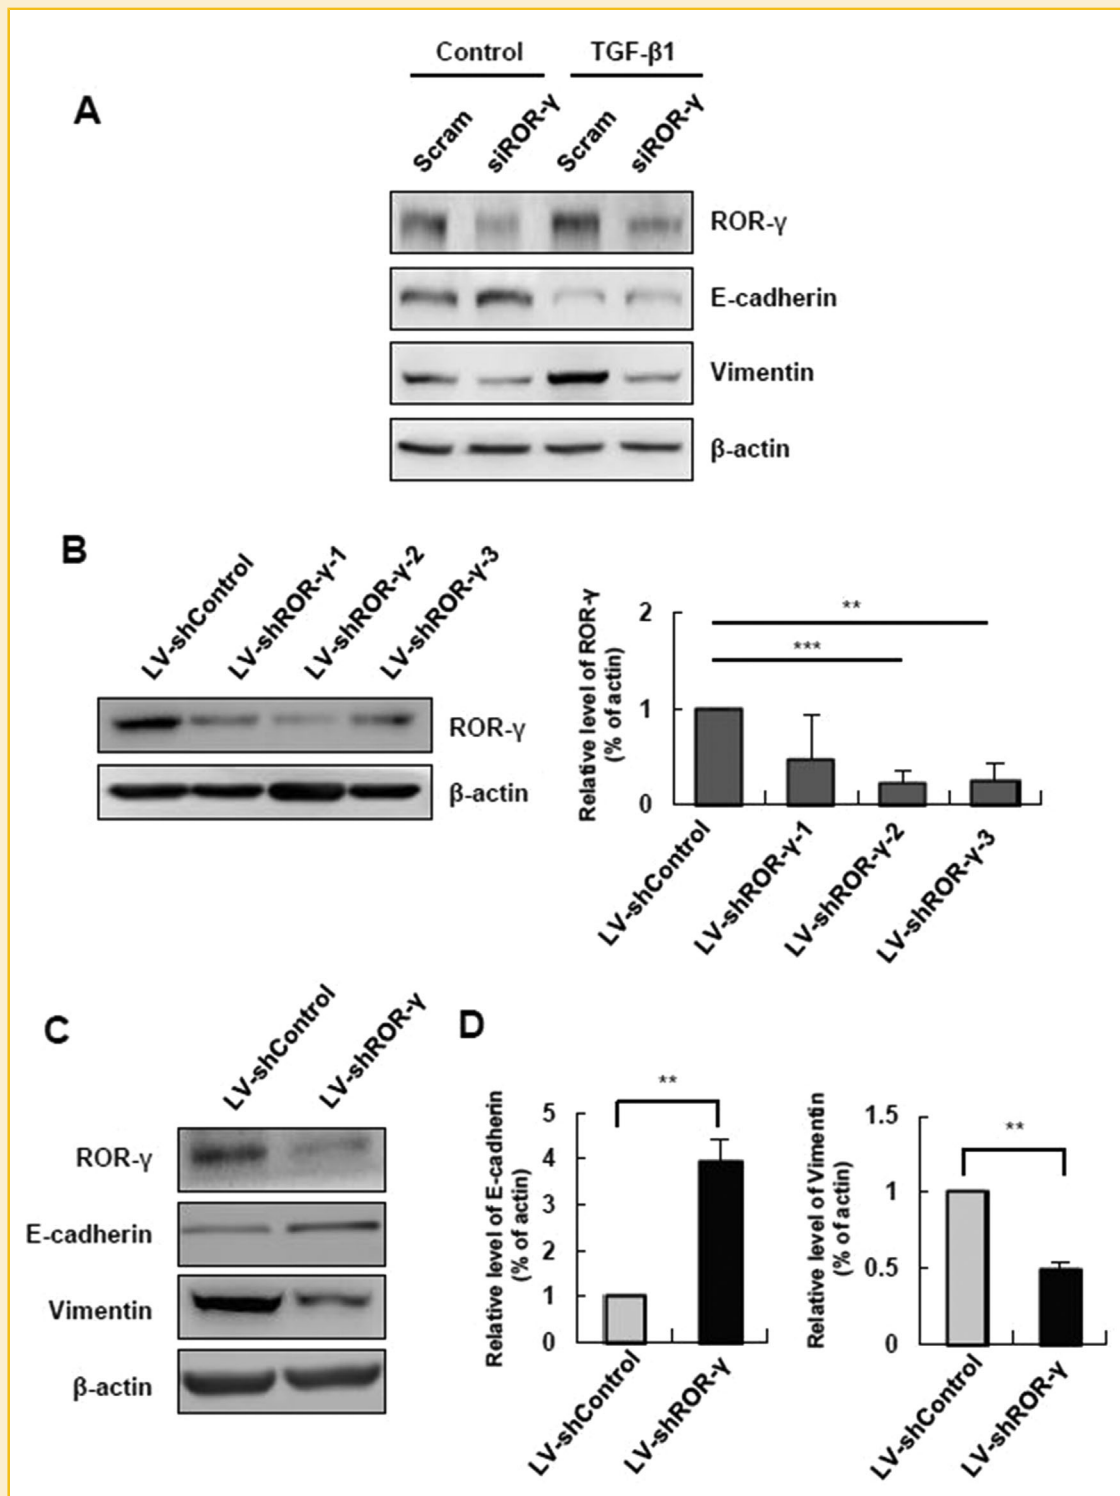 A
Control
TGF-β1
Scram
siROR-γ
Scram
siROR-γ
ROR-γ
E-cadherin
Vimentin
β-actin
B
LV-shControl
LV-shROR-γ-1
LV-shROR-γ-2
LV-shROR-γ-3
ROR-γ
β-actin
Relative level of ROR-γ
(% of actin)
2
1
0
**
***
LV-shControl
LV-shROR-γ-1
LV-shROR-γ-2
LV-shROR-γ-3
C
LV-shControl
LV-shROR-γ
ROR-γ
E-cadherin
Vimentin
β-actin
D
Relative level of E-cadherin
(% of actin)
5
4
3
2
1
0
**
LV-shControl
LV-shROR-γ
Relative level of Vimentin
(% of actin)
1.5
1
0.5
0
**
LV-shControl
LV-shROR-γ